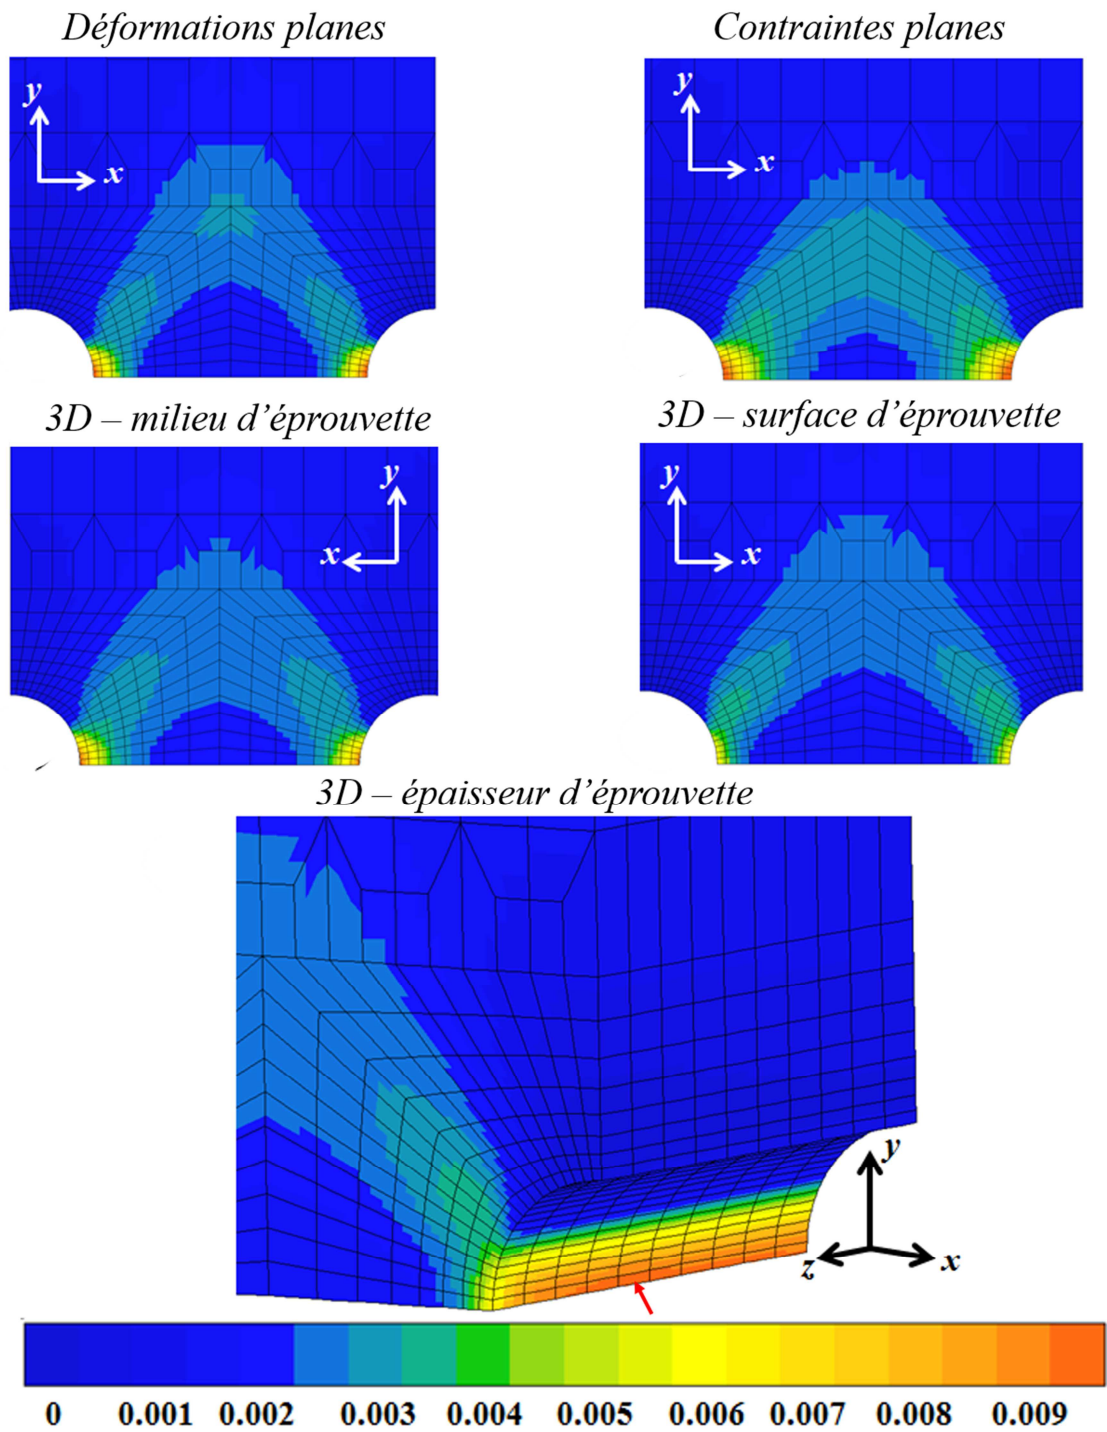 Déformations planes
Contraintes planes
y
x
y
x
3D – milieu d'éprouvette
3D – surface d'éprouvette
y
x
y
x
3D – épaisseur d'éprouvette
y
z
x
0 0.001 0.002 0.003 0.004 0.005 0.006 0.007 0.008 0.009